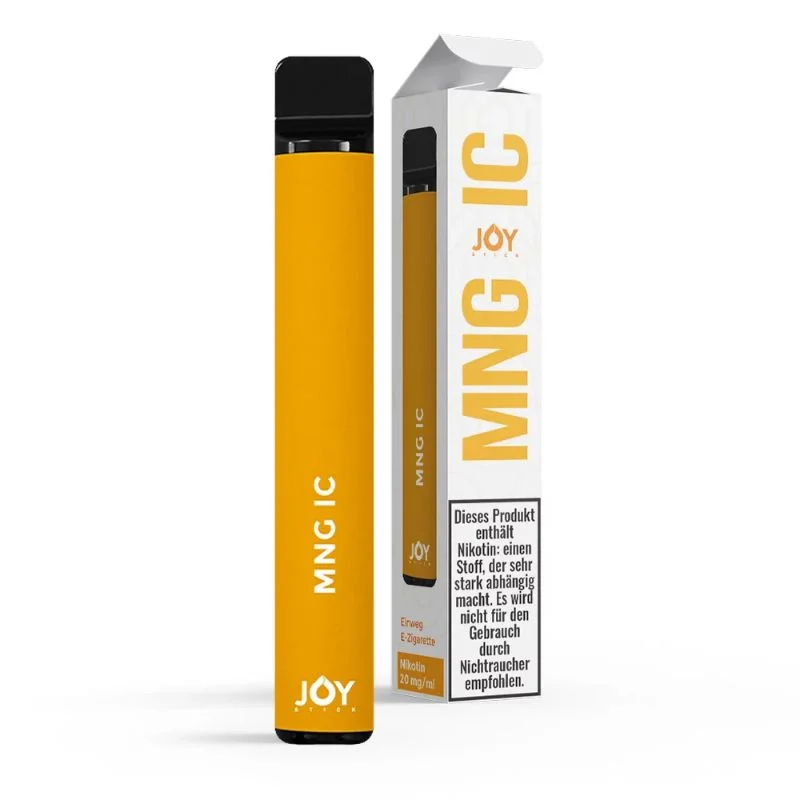 MNG IC
JOY
STICK
MNG IC
JOY
Einweg
E-Zigarette
Nikotin
20 mg/ml
MNG IC
JOY
STICK
Dieses Produkt
enthält
Nikotin: einen
Stoff, der sehr
stark abhängig
macht. Es wird
nicht für den
Gebrauch
durch
Nichtraucher
empfohlen.